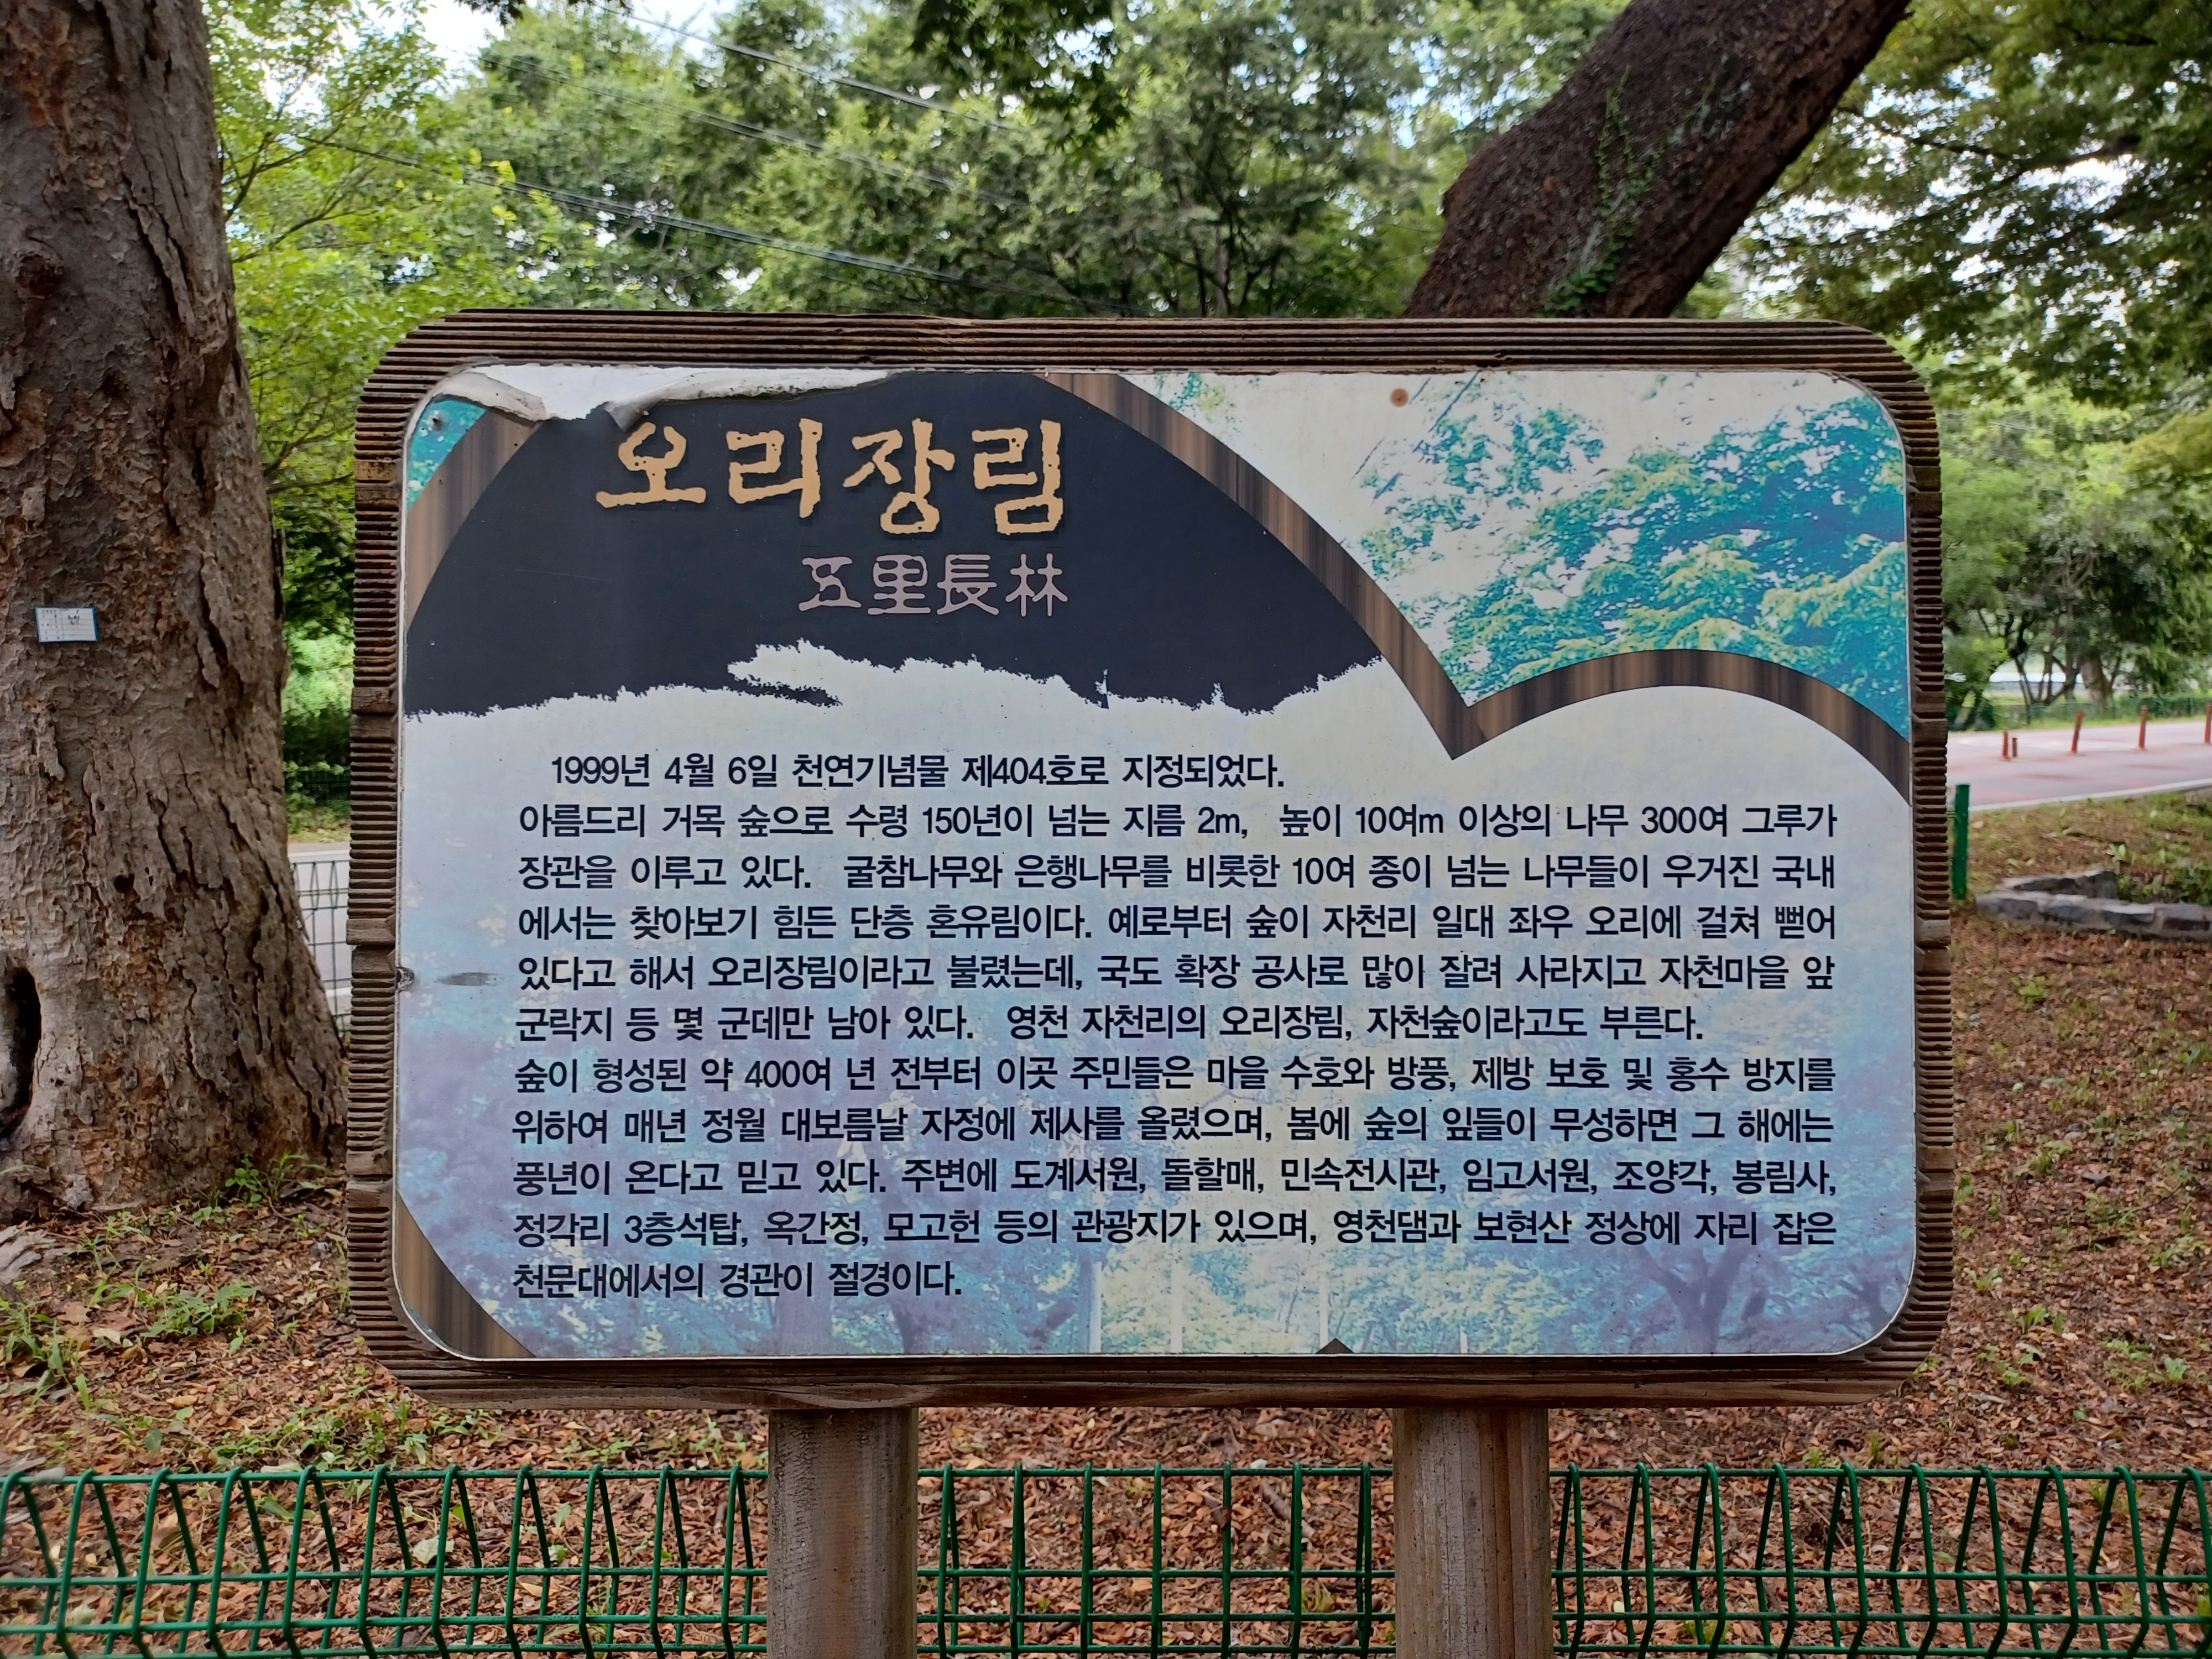 오리장림
五里長林
1999년 4월 6일 천연기념물 제404호로 지정되었다.
아름드리 거목 숲으로 수령 150년이 넘는 지름 2m, 높이 10여m 이상의 나무 300여 그루가
장관을 이루고 있다. 굴참나무와 은행나무를 비롯한 10여 종이 넘는 나무들이 우거진 국내
에서는 찾아보기 힘든 단층 혼유림이다. 예로부터 숲이 자천리 일대 좌우 오리에 걸쳐 뻗어
있다고 해서 오리장림이라고 불렸는데, 국도 확장 공사로 많이 잘려 사라지고 자천마을 앞
군락지 등 몇 군데만 남아 있다. 영천 자천리의 오리장림, 자천숲이라고도 부른다.
숲이 형성된 약 400여 년 전부터 이곳 주민들은 마을 수호와 방풍, 제방 보호 및 홍수 방지를
위하여 매년 정월 대보름날 자정에 제사를 올렸으며, 봄에 숲의 잎들이 무성하면 그 해에는
풍년이 온다고 믿고 있다. 주변에 도계서원, 돌할매, 민속전시관, 임고서원, 조양각, 봉림사,
정각리 3층석탑, 옥간정, 모고헌 등의 관광지가 있으며, 영천댐과 보현산 정상에 자리 잡은
천문대에서의 경관이 절경이다.